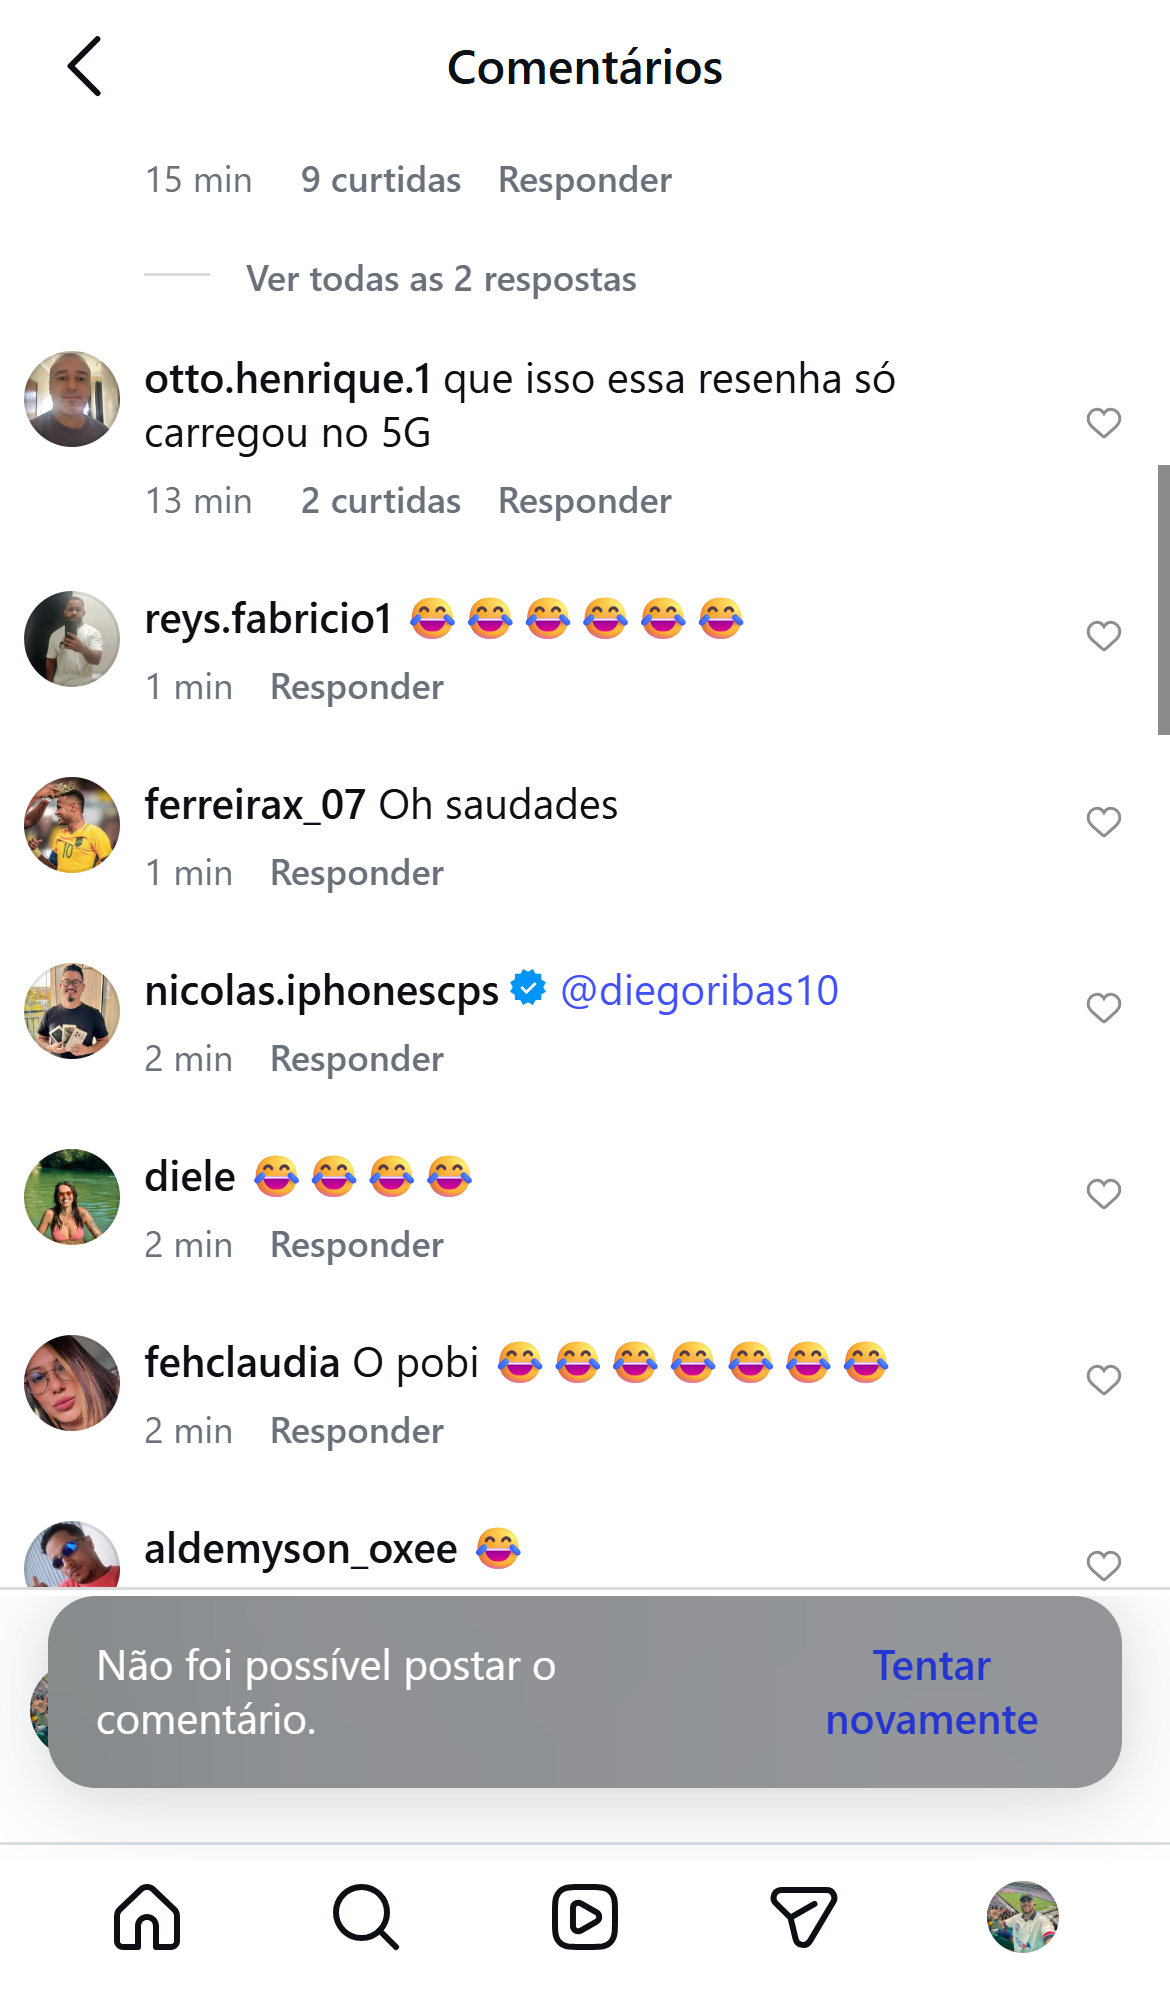 Comentários
15 min 9 curtidas Responder
Ver todas as 2 respostas
otto.henrique.1 que isso essa resenha só
carregou no 5G
13 min 2 curtidas Responder
reys.fabricio1 😂😂😂😂😂😂
1 min Responder
ferreirax_07 Oh saudades
1 min Responder
nicolas.iphonescps @diegoribas10
2 min Responder
diele 😂😂😂😂
2 min Responder
fehclaudia O pobi 😂😂😂😂😂😂😂
2 min Responder
aldemyson_oxee 😂
Não foi possível postar o
comentário.
Tentar
novamente